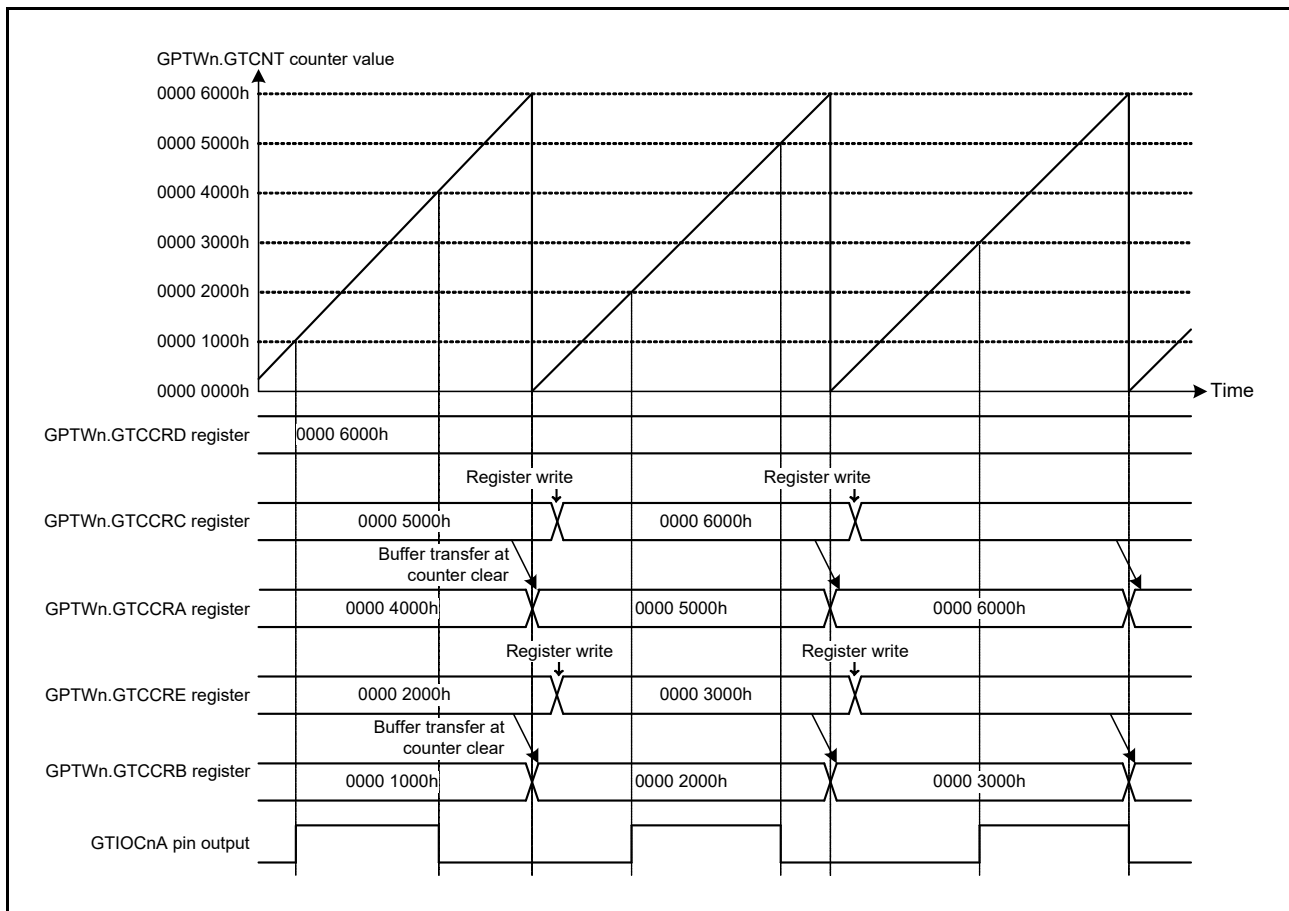 GPTWn.GTCNT counter value
0000 6000h
0000 5000h
0000 4000h
0000 3000h
0000 2000h
0000 1000h
0000 0000h
Time
GPTWn.GTCCRD register
0000 6000h
Register write
Register write
GPTWn.GTCCRC register
0000 5000h
0000 6000h
Buffer transfer at
counter clear
GPTWn.GTCCRA register
0000 4000h
0000 5000h
0000 6000h
Register write
Register write
GPTWn.GTCCRE register
0000 2000h
0000 3000h
Buffer transfer at
counter clear
GPTWn.GTCCRB register
0000 1000h
0000 2000h
0000 3000h
GTIOCnA pin output